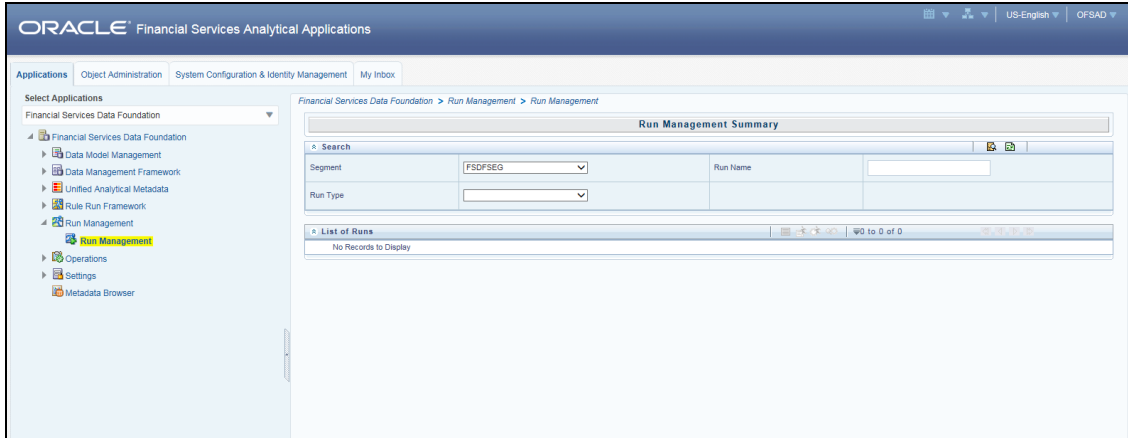 ORACLE® Financial Services Analytical Applications
US-English
OFSAD
Applications
Object Administration
System Configuration & Identity Management
My Inbox
Select Applications
Financial Services Data Foundation
Financial Services Data Foundation
Data Model Management
Data Management Framework
Unified Analytical Metadata
Rule Run Framework
Run Management
Run Management
Operations
Settings
Metadata Browser
Financial Services Data Foundation > Run Management > Run Management
Run Management Summary
Search
Segment
FSDFSEG
Run Name
Run Type
List of Runs
0 to 0 of 0
No Records to Display